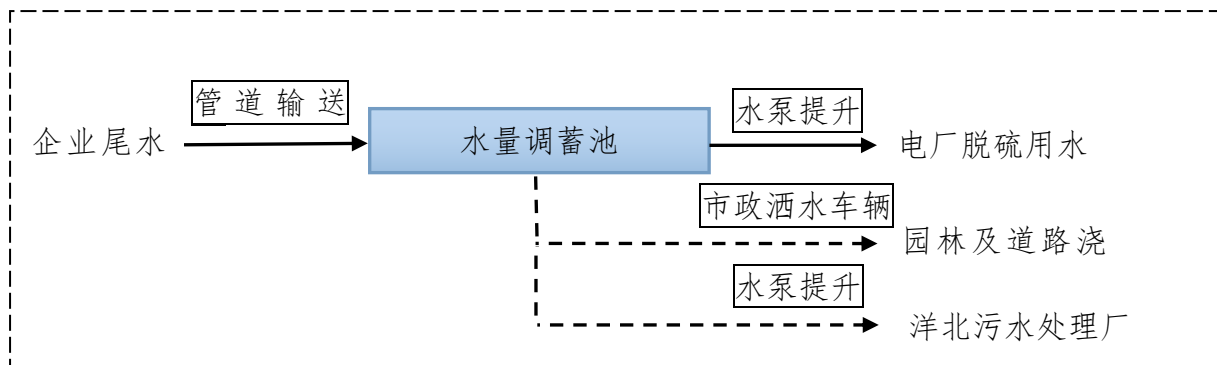 管道输送
水泵提升
企业尾水
水量调蓄池
电厂脱硫用水
市政洒水车辆
园林及道路浇
水泵提升
洋北污水处理厂